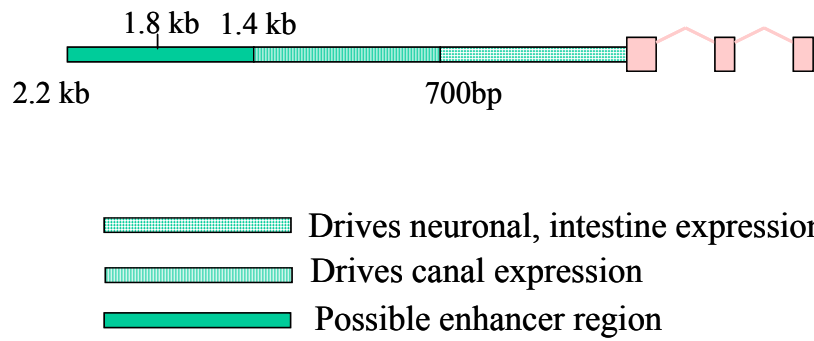 1.8 kb 1.4 kb
2.2 kb 700bp
Drives neuronal, intestine expression
Drives canal expression
Possible enhancer region